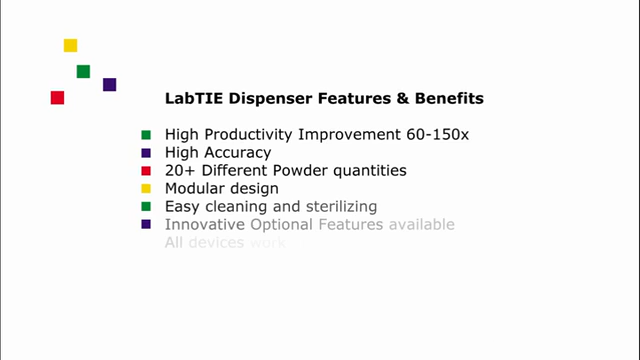 LabTIE Dispenser Features & Benefits
High Productivity Improvement 60-150x
High Accuracy
20+ Different Powder quantities
Modular design
Easy cleaning and sterilizing
Innovative Optional Features available
All devices work